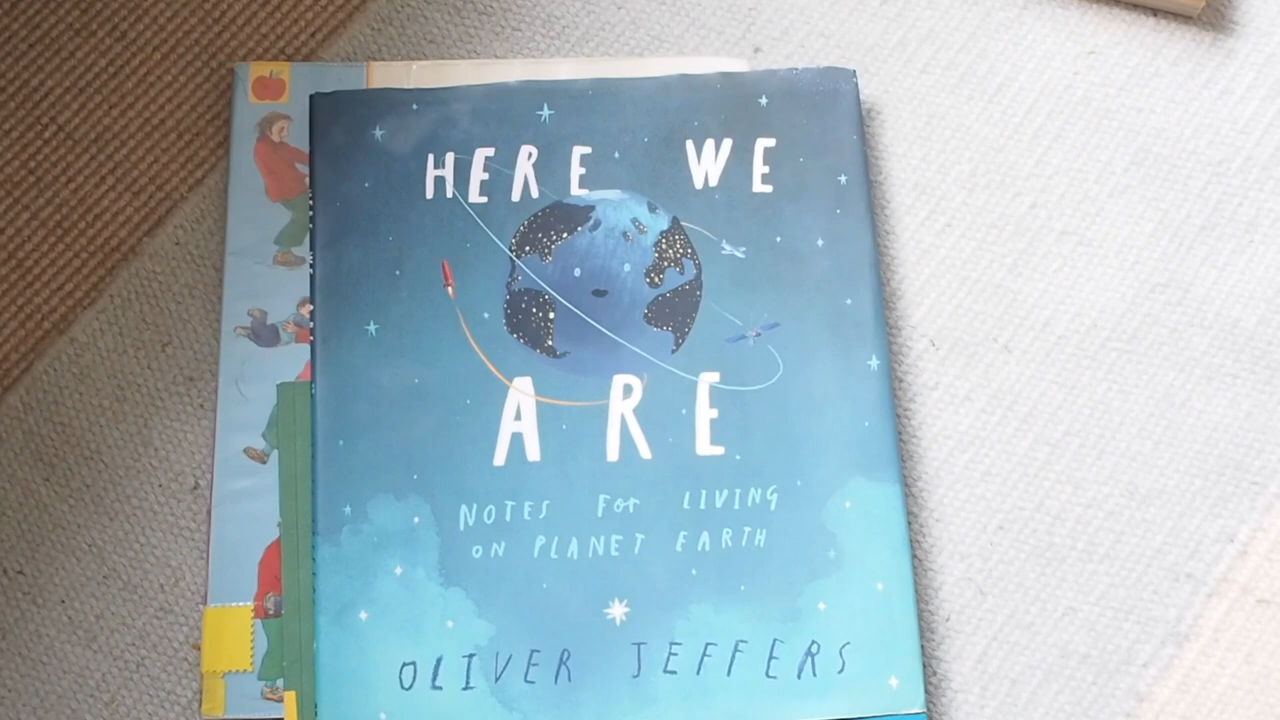 HERE WE
ARE
NOTES FOr LIVING
ON PLANET EARTH
OLIVER JEFFERS